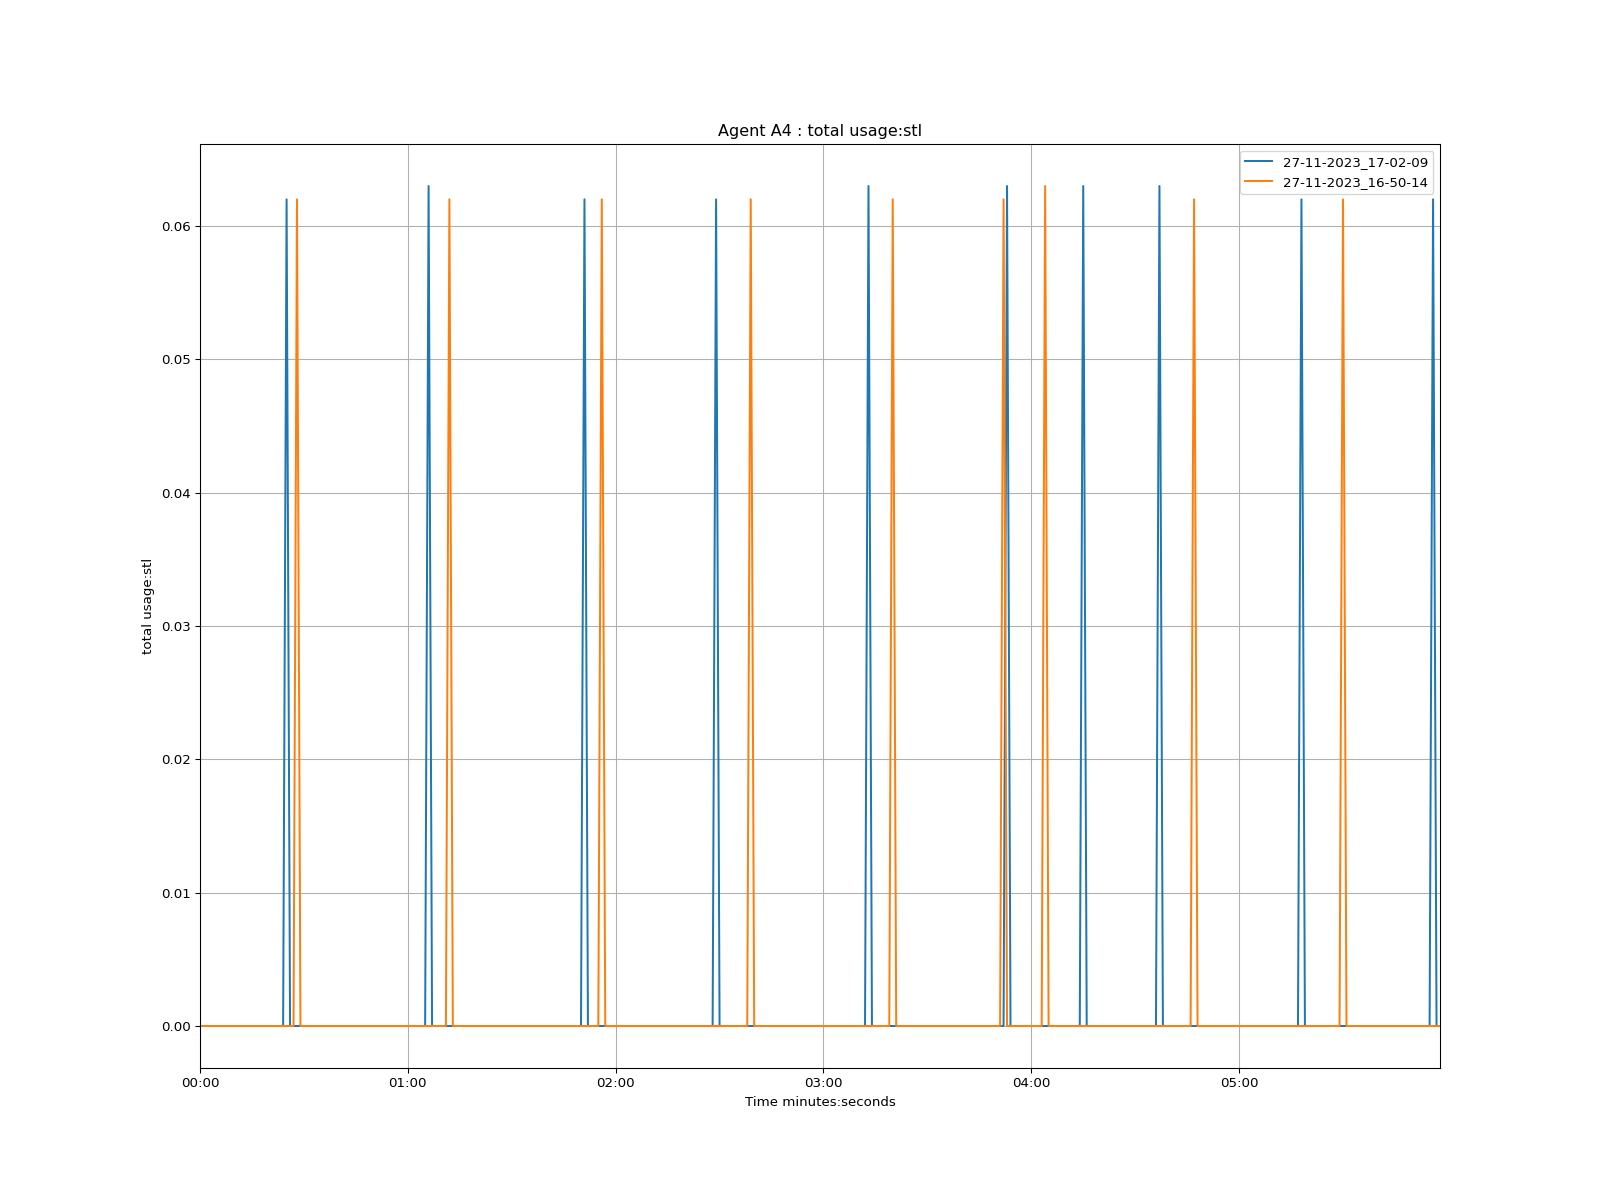 Agent A4 : total usage:stl
27-11-2023_17-02-09
27-11-2023_16-50-14
0.06
0.05
0.04
0.03
0.02
0.01
0.00
total usage:stl
00:00 01:00 02:00 03:00 04:00 05:00
Time minutes:seconds